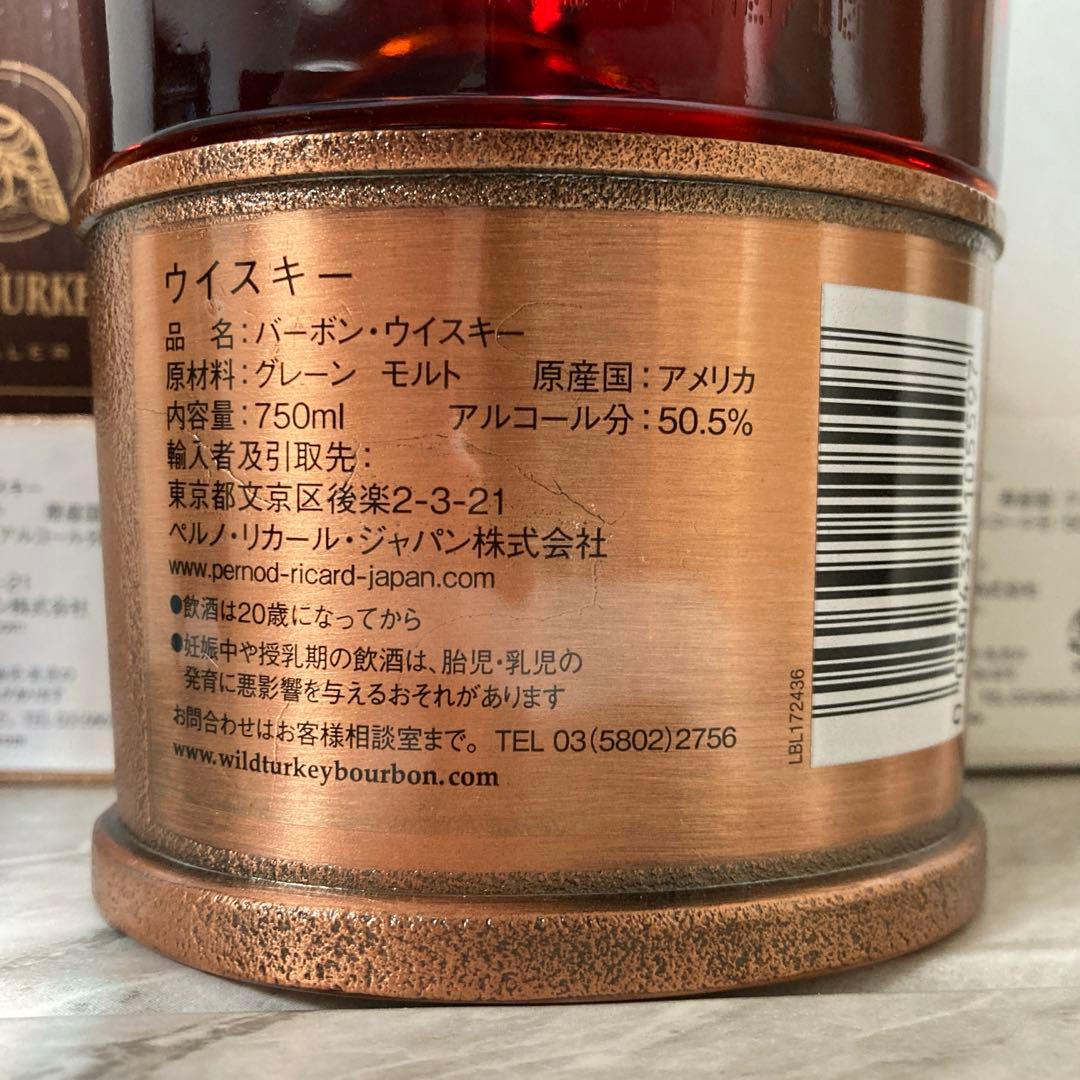 ウイスキー
品 名：バーボン・ウイスキー
原材料：グレーン モルト 原産国：アメリカ
内容量：750ml アルコール分：50.5%
輸入者及引取先：
東京都文京区後楽2-3-21
ペルノ・リカール・ジャパン株式会社
www.pernod-ricard-japan.com
●飲酒は20歳になってから
●妊娠中や授乳期の飲酒は、胎児・乳児の
発育に悪影響を与えるおそれがあります
お問合わせはお客様相談室まで。 TEL 03(5802)2756
www.wildturkeybourbon.com
LBL172436
TURKE